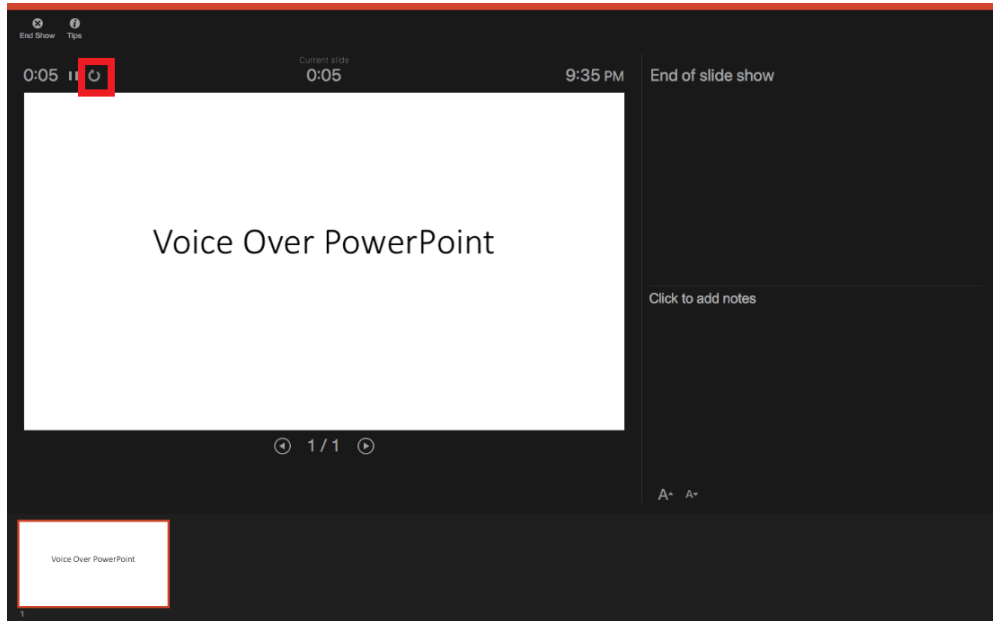 End Show Tips
Current slide
0:05 0:05 9:35 PM
End of slide show
Voice Over PowerPoint
Click to add notes
1 / 1
A A
Voice Over PowerPoint
1